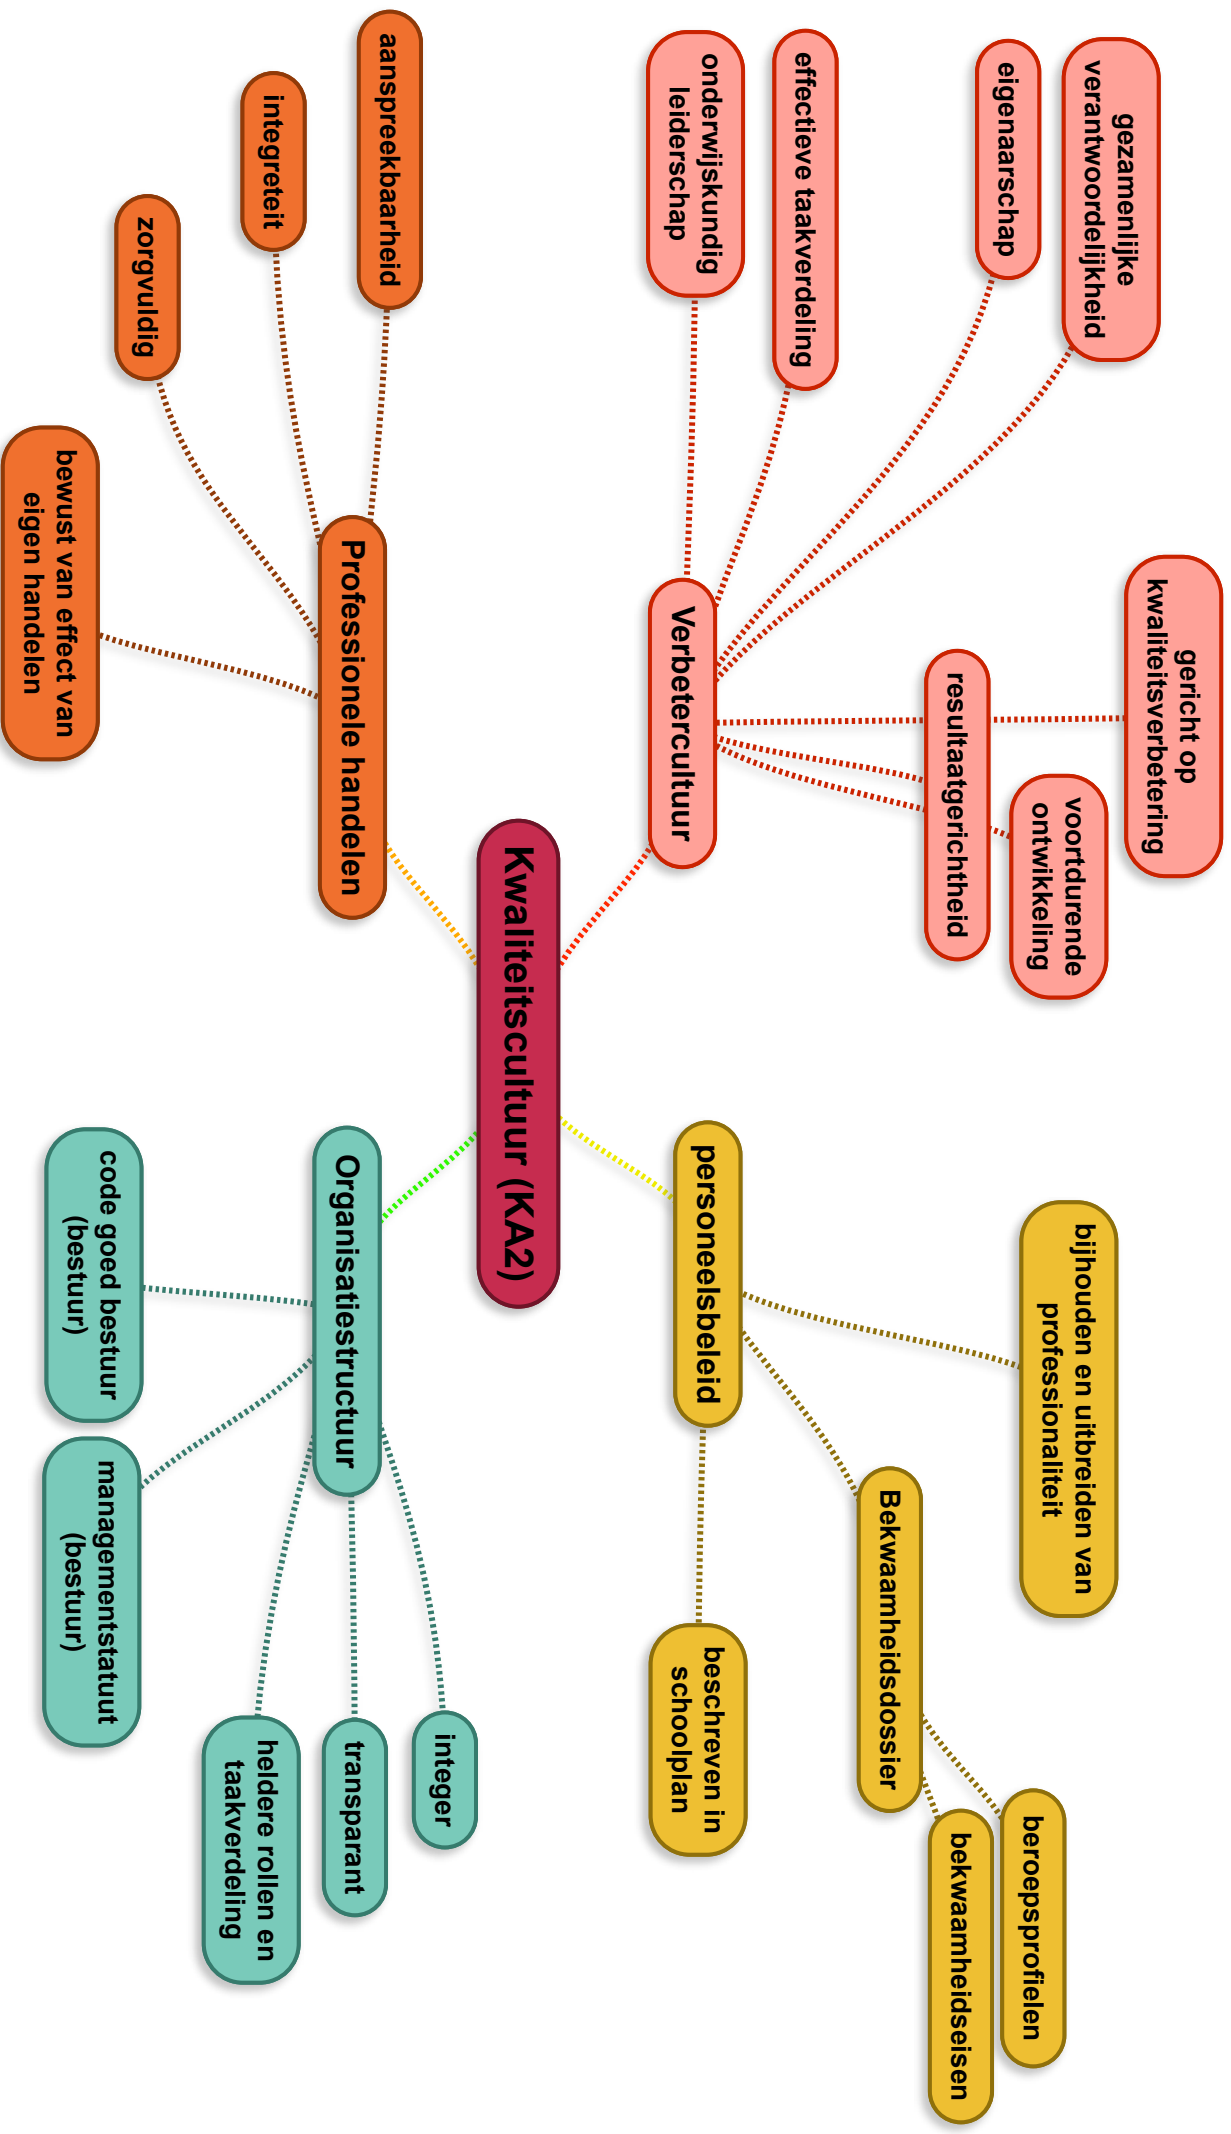 gezamenlijke
verantwoordelijkheid
eigenaarschap
effectieve taakverdeling
onderwijskundig
leiderschap
gericht op
kwaliteitsverbetering
voortdurende
ontwikkeling
resultaatgerichtheid
Verbetercultuur
aanspreekbaarheid
integreteit
zorgvuldig
bewust van effect van
eigen handelen
Professionele handelen
Kwaliteitscultuur (KA2)
bijhouden en uitbreiden van
professionaliteit
personeelsbeleid
Bekwaamheidsdossier
beroepsprofielen
bekwaamheidseisen
beschreven in
schoolplan
Organisatiestructuur
integer
transparant
heldere rollen en
taakverdeling
code goed bestuur
(bestuur)
managementstatuut
(bestuur)